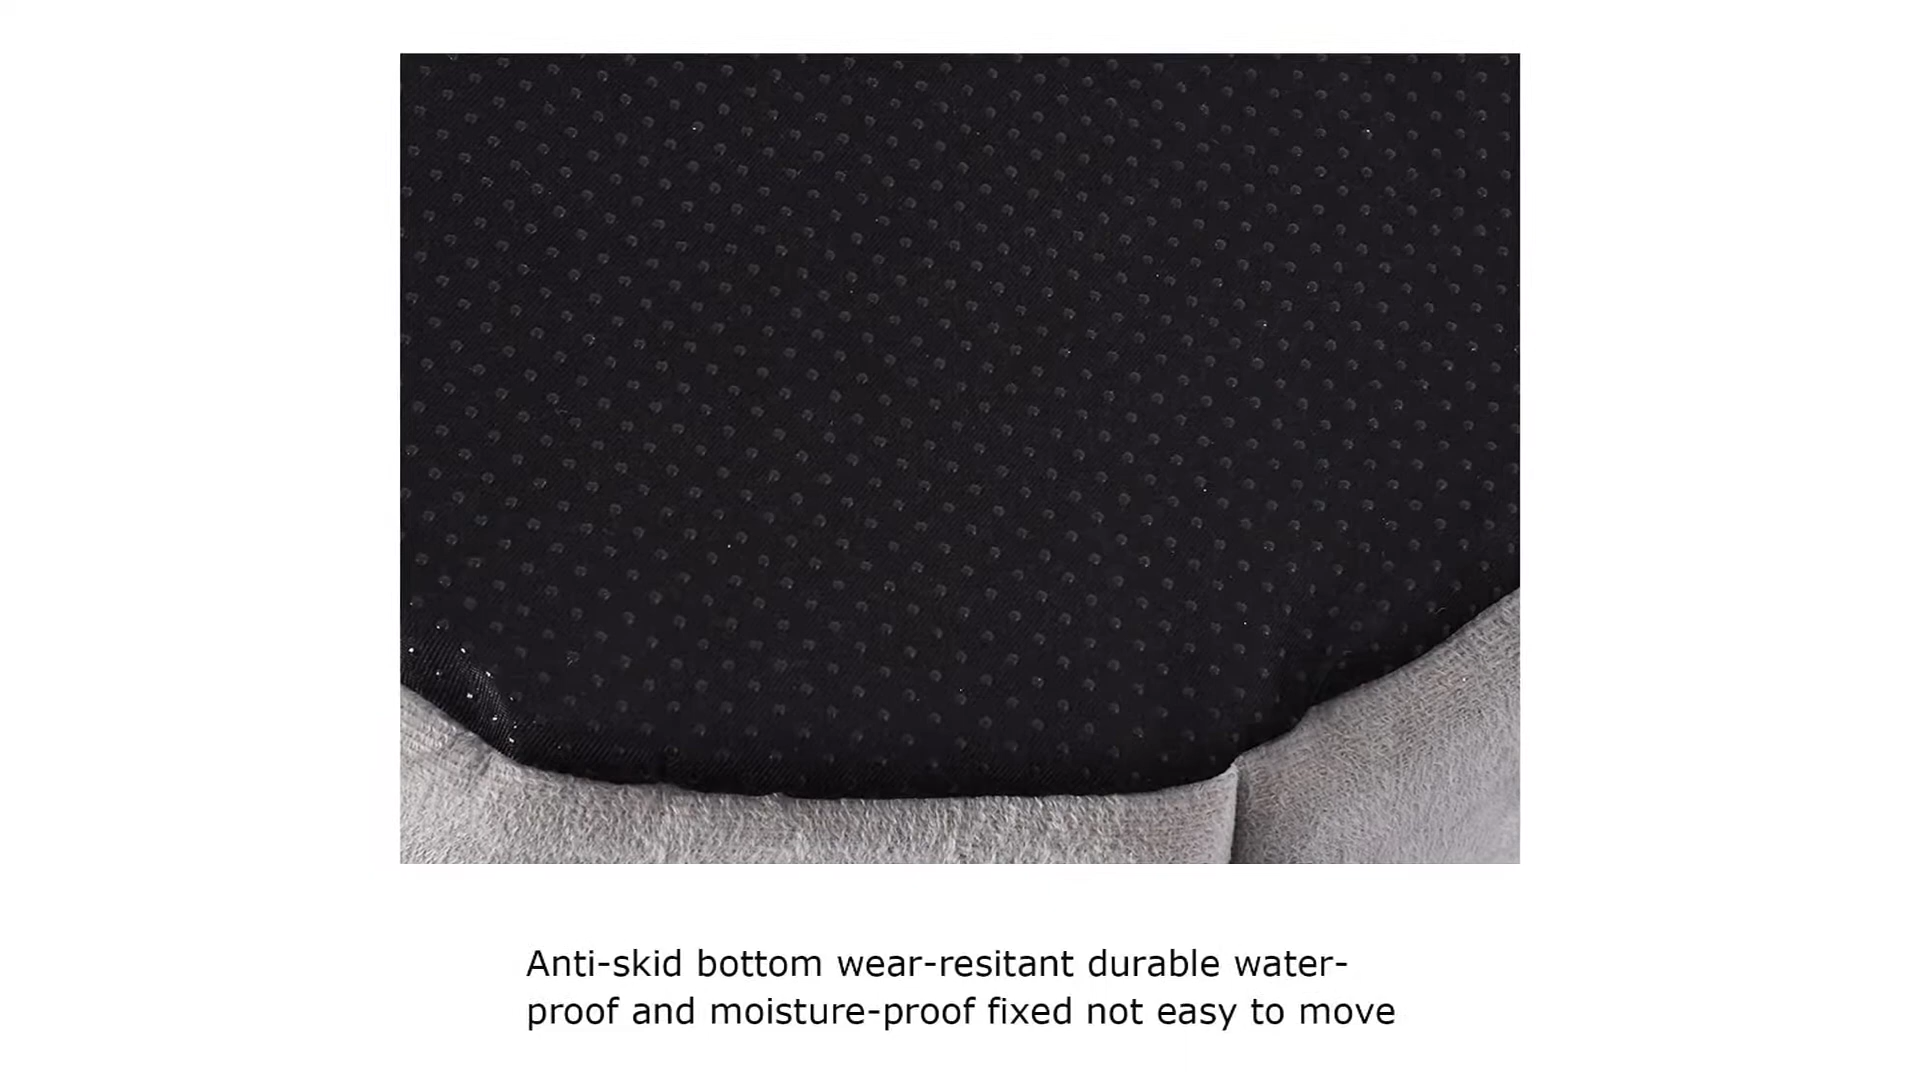 Anti-skid bottom wear-resitant durable water-
proof and moisture-proof fixed not easy to move